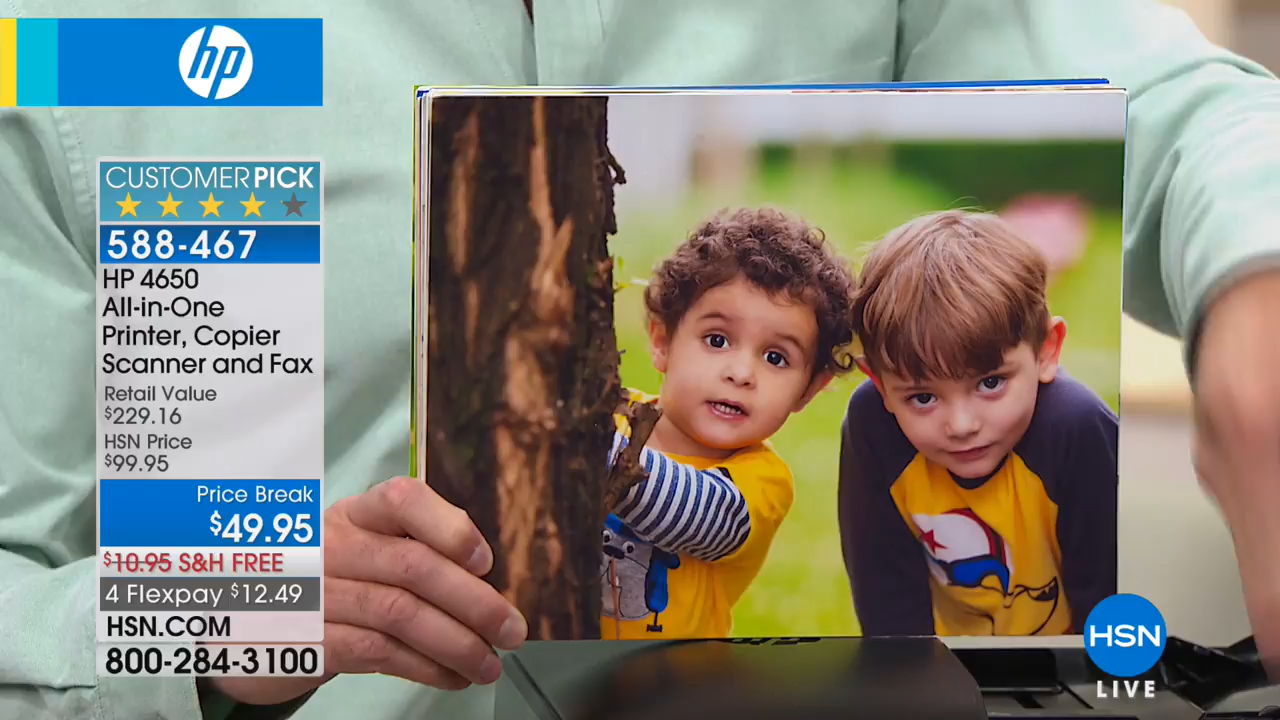 hp
CUSTOMER PICK
588-467
HP 4650
All-in-One
Printer, Copier
Scanner and Fax
Retail Value
$229.16
HSN Price
$99.95
Price Break
$49.95
$10.95 S&H FREE
4 Flexpay $12.49
HSN.COM
800-284-3100
hp
HSN
LIVE